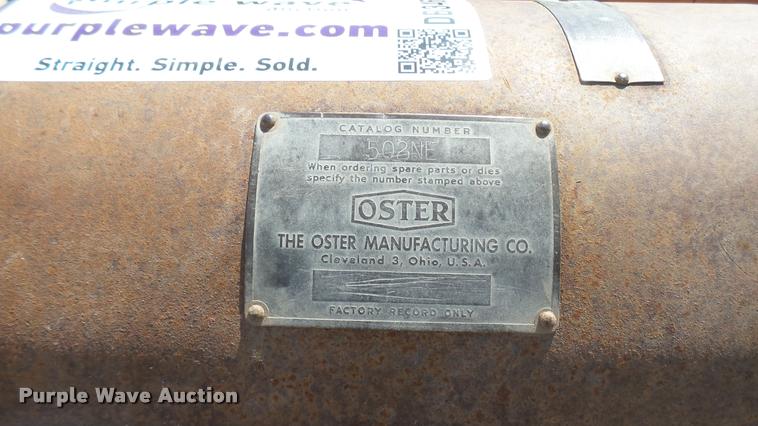 purplewave.com
Straight. Simple. Sold.
CATALOG NUMBER
502NE
When ordering spare parts or dies
specify the number stamped above
OSTER
THE OSTER MANUFACTURING CO.
Cleveland 3, Ohio, U.S.A.
FACTORY RECORD ONLY
Purple Wave Auction